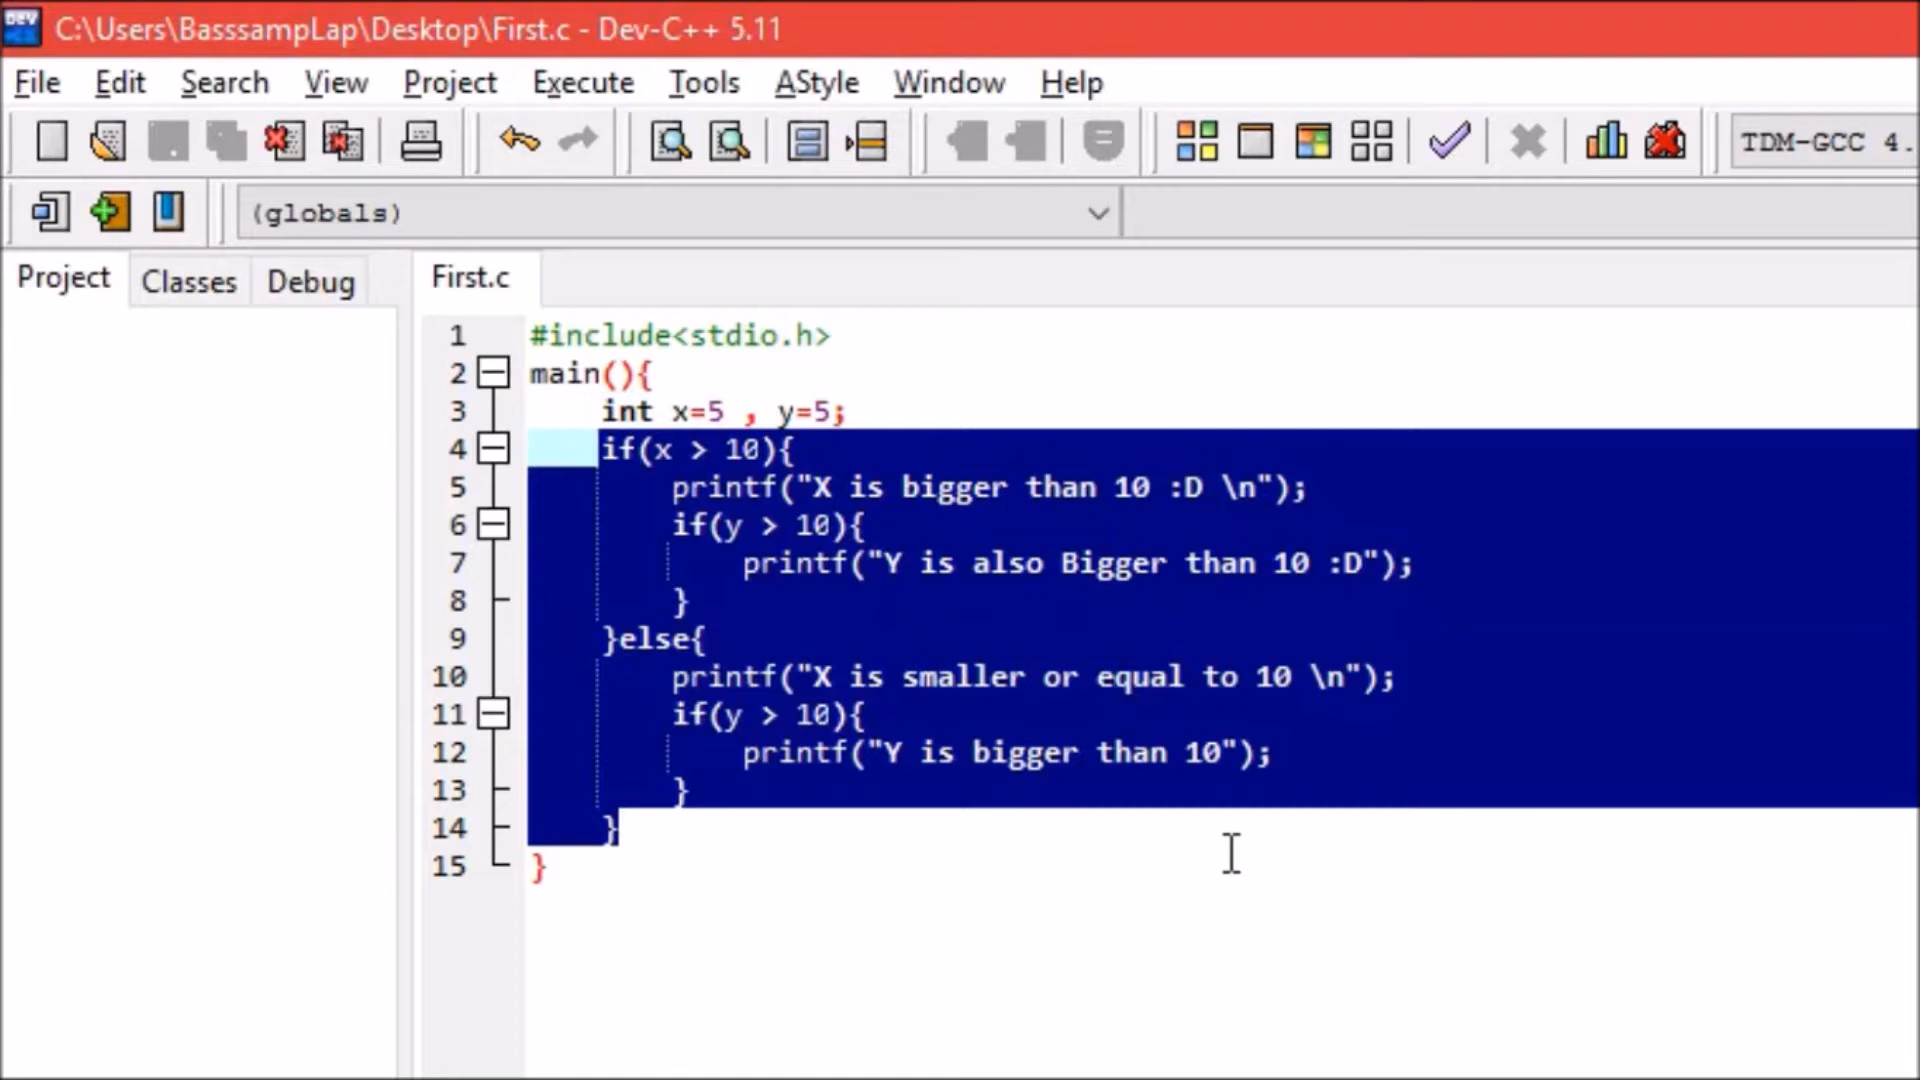 DEV
C:\Users\BasssampLap\Desktop\First.c - Dev-C++ 5.11
File Edit Search View Project Execute Tools AStyle Window Help
TDM-GCC 4.
(globals)
Project Classes Debug First.c
1 #include<stdio.h>
2 main(){
3 int x=5 , y=5;
4 if(x > 10){
5 printf("X is bigger than 10 :D \n");
6 if(y > 10){
7 printf("Y is also Bigger than 10 :D");
8 }
9 }else{
10 printf("X is smaller or equal to 10 \n");
11 if(y > 10){
12 printf("Y is bigger than 10");
13 }
14 }
15 }